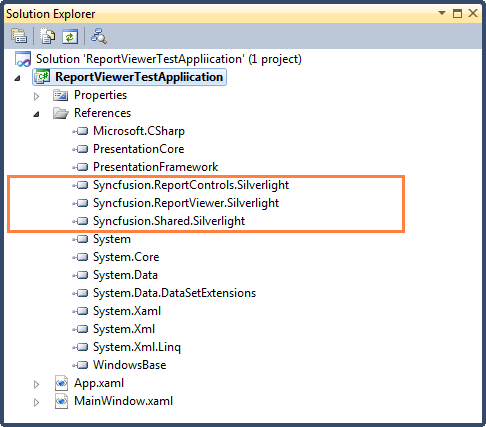 Solution Explorer
Solution 'ReportViewerTestAppliication' (1 project)
ReportViewerTestAppliication
Properties
References
Microsoft.CSharp
PresentationCore
PresentationFramework
Syncfusion.ReportControls.Silverlight
Syncfusion.ReportViewer.Silverlight
Syncfusion.Shared.Silverlight
System
System.Core
System.Data
System.Data.DataSetExtensions
System.Xaml
System.Xml
System.Xml.Linq
WindowsBase
App.xaml
MainWindow.xaml